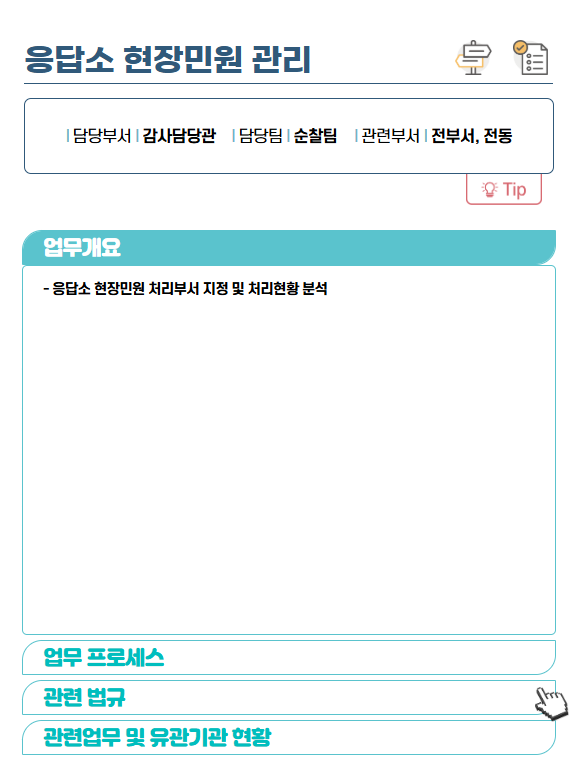 응답소 현장민원 관리
| 담당부서 | 감사담당관 | 담당팀 | 순찰팀 | 관련부서 | 전부서, 전동
Tip
업무개요
- 응답소 현장민원 처리부서 지정 및 처리현황 분석
업무 프로세스
관련 법규
관련업무 및 유관기관 현황